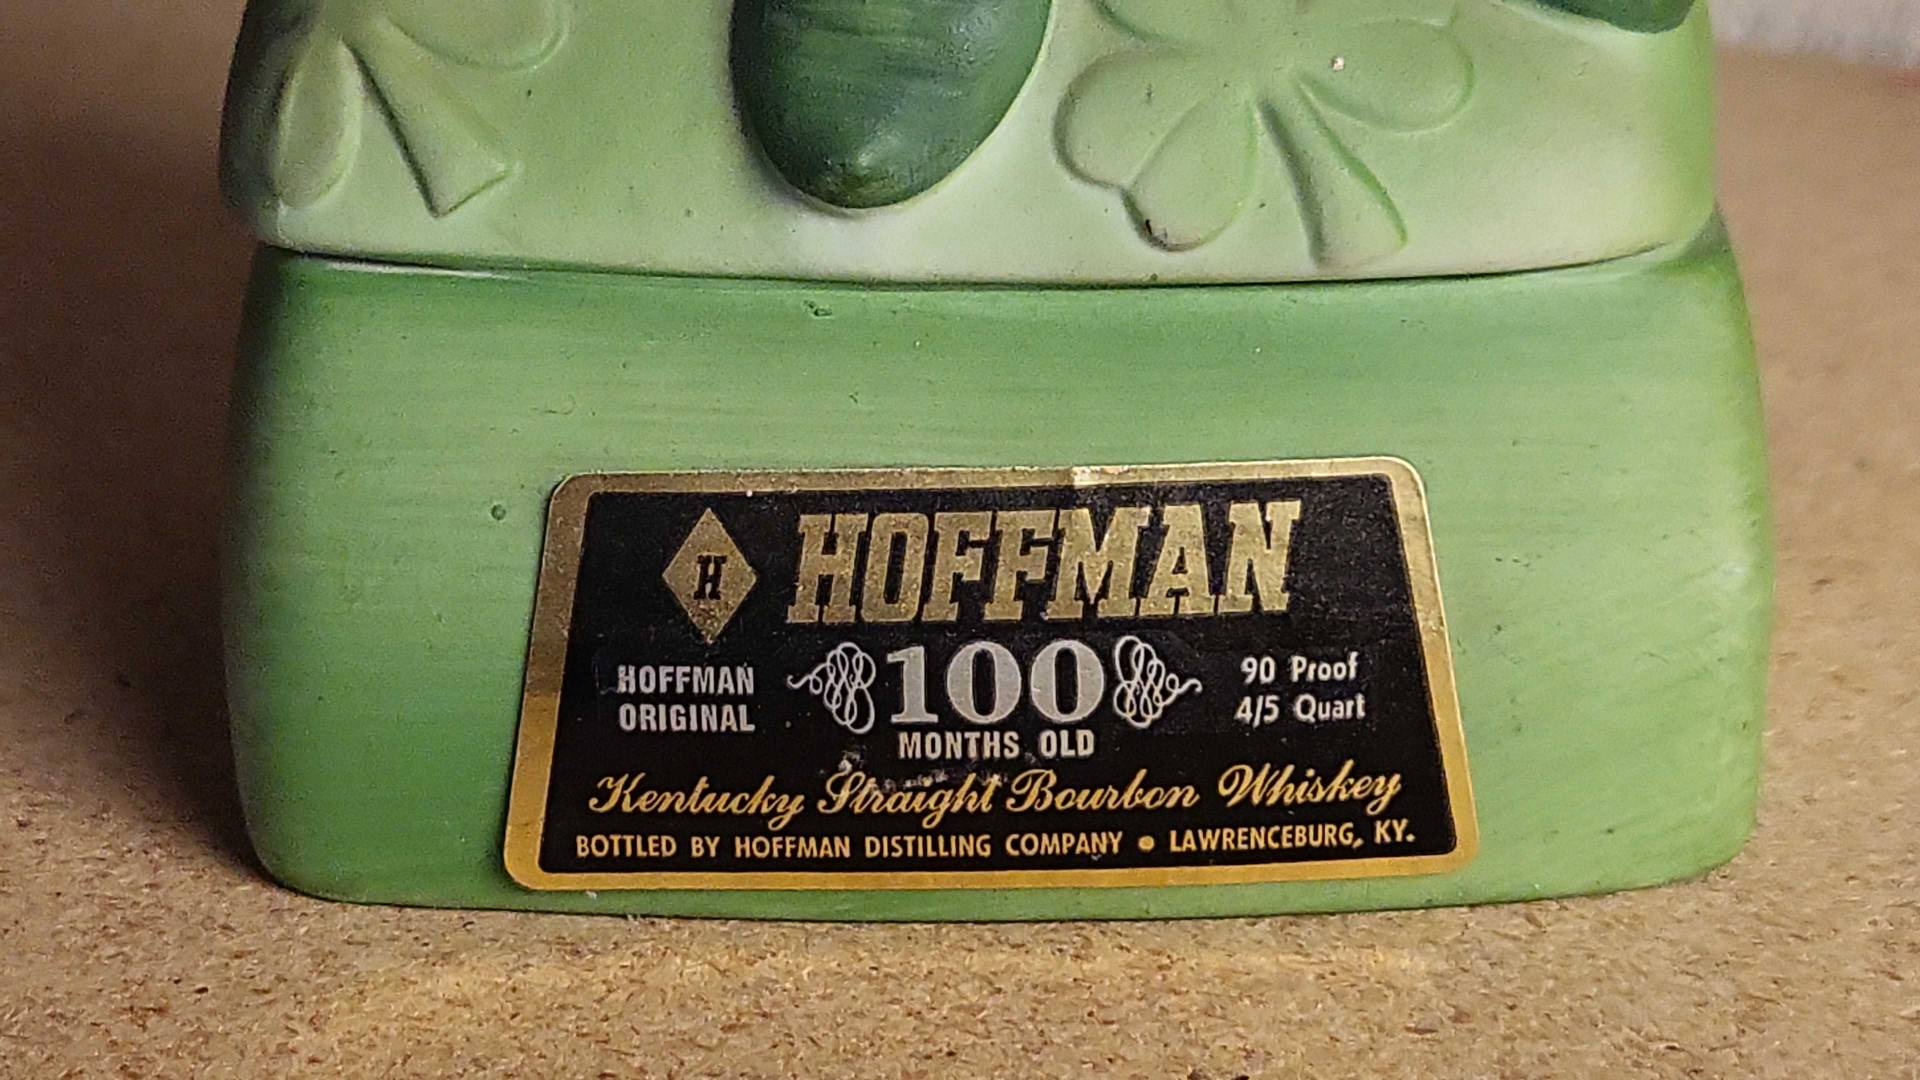 H
HOFFMAN
HOFFMAN
ORIGINAL
100
MONTHS OLD
90 Proof
4/5 Quart
Kentucky Straight Bourbon Whiskey
BOTTLED BY HOFFMAN DISTILLING COMPANY • LAWRENCEBURG, KY.